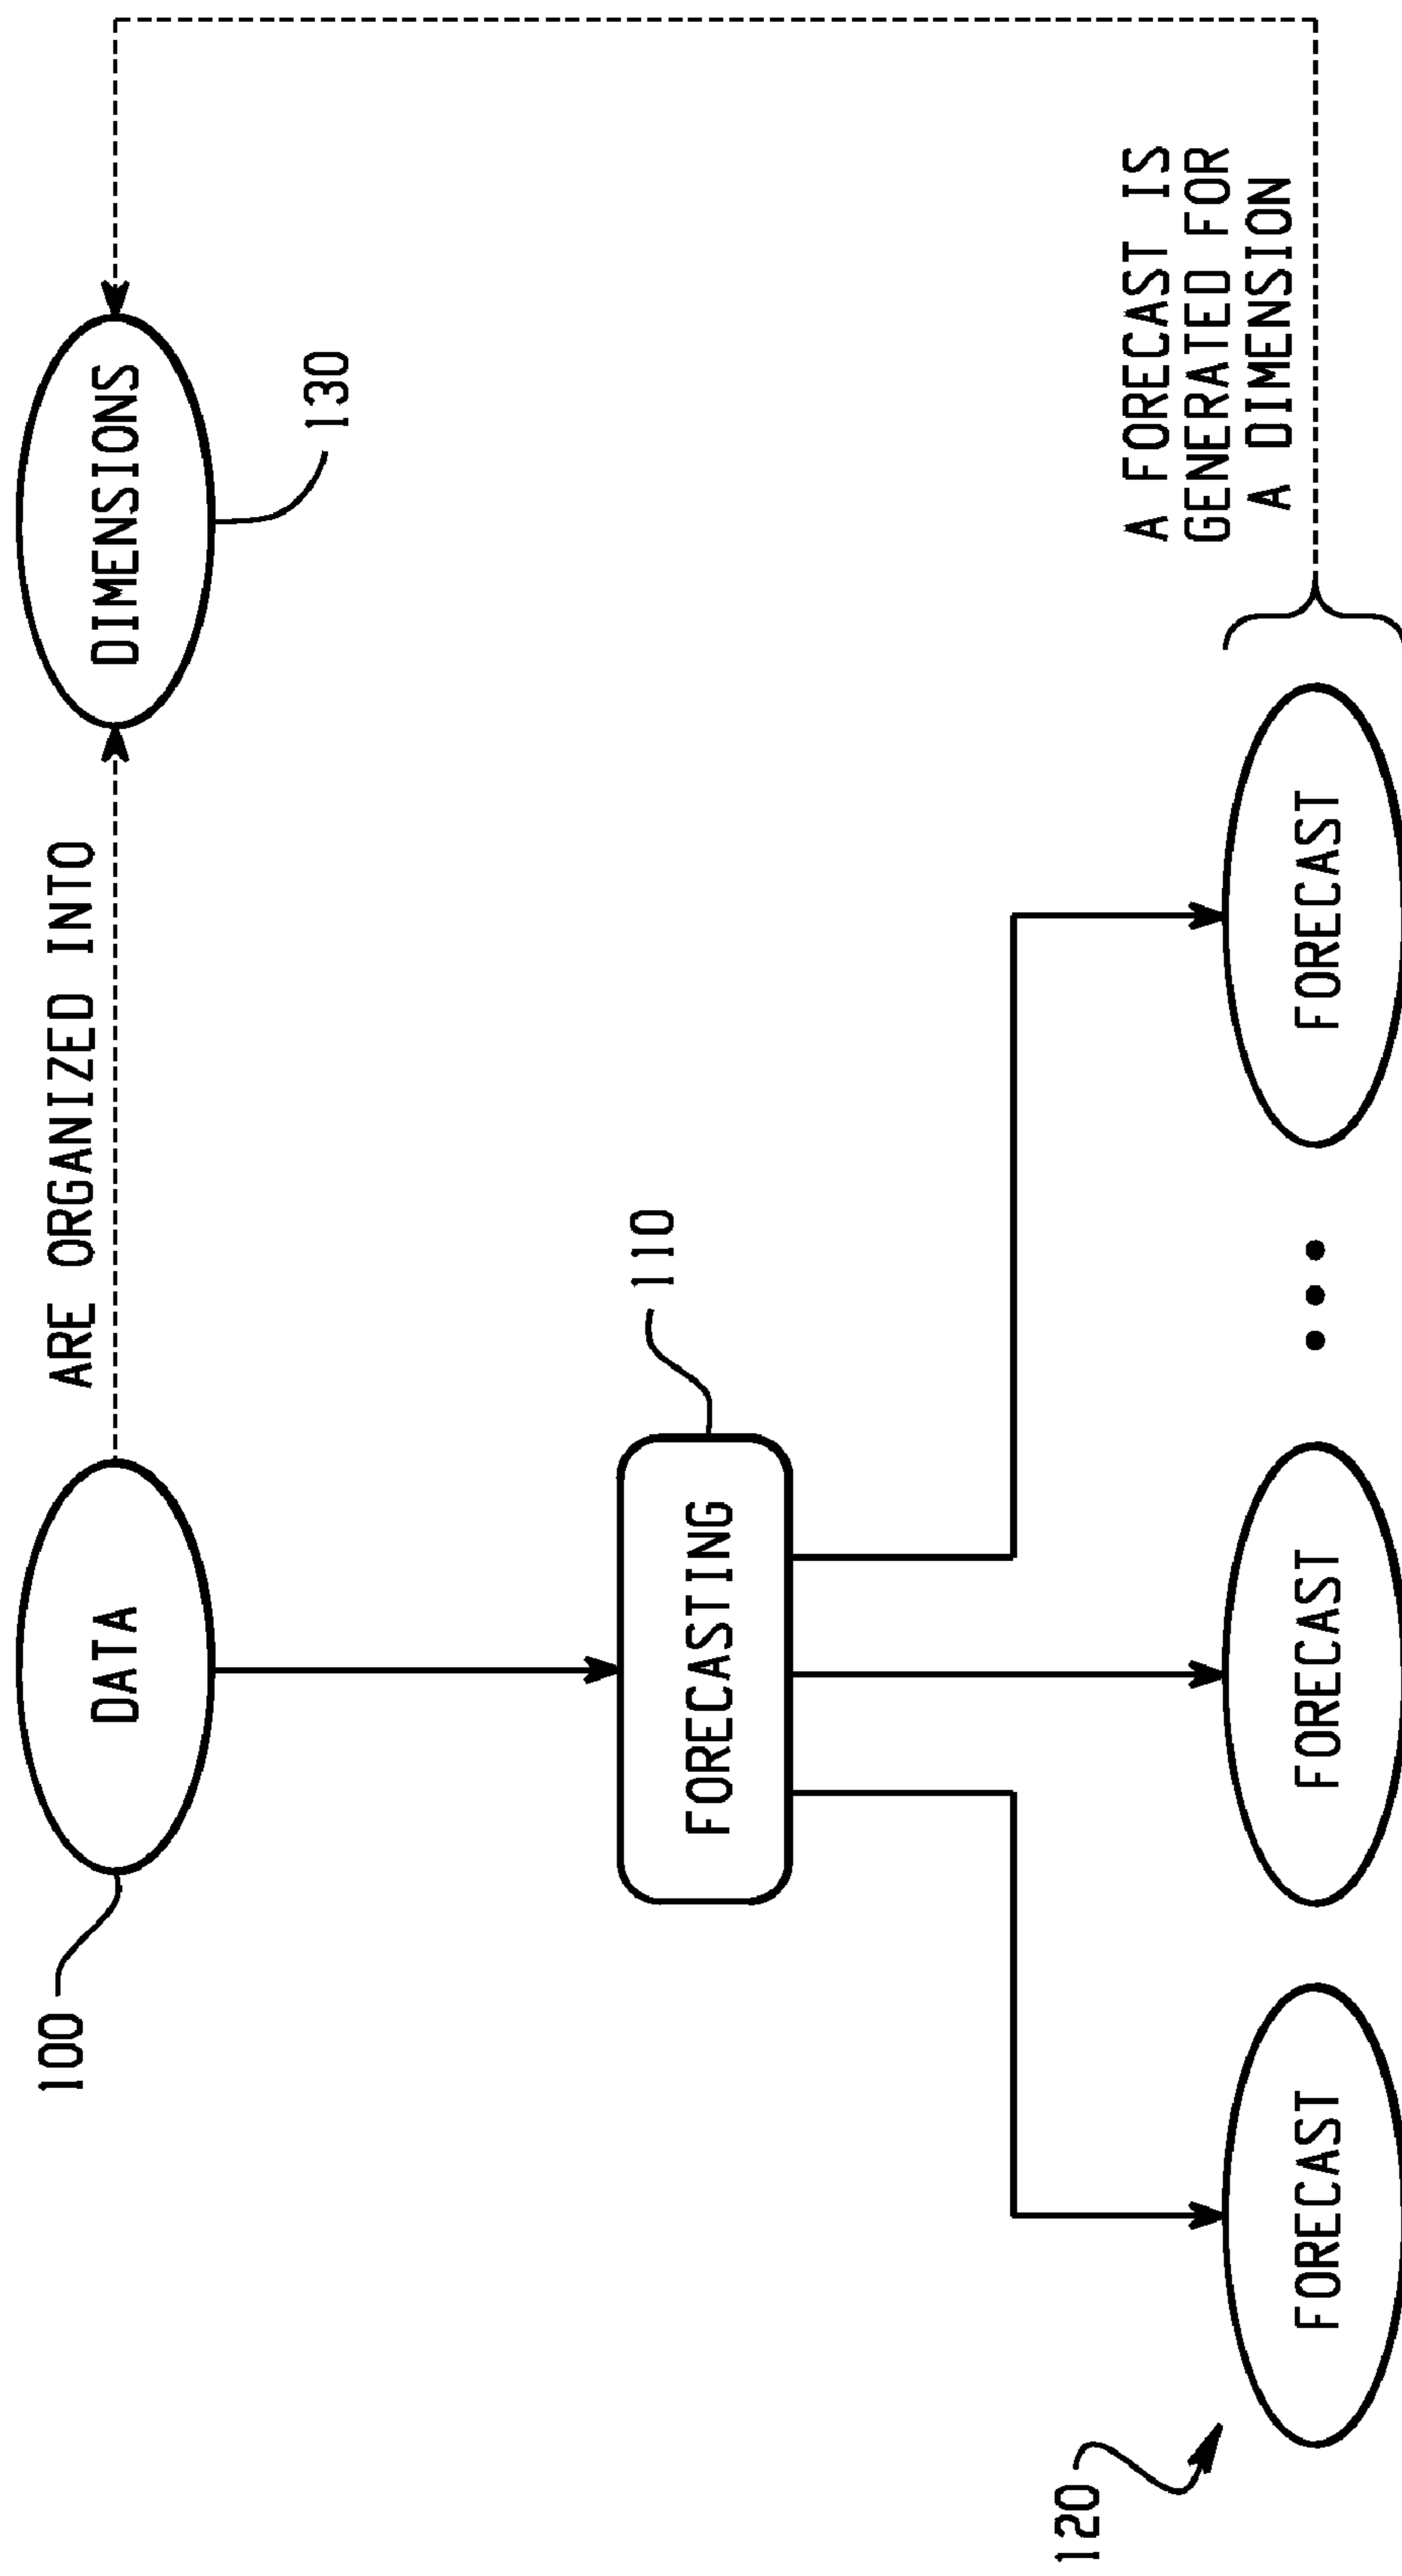 100
DATA
ARE ORGANIZED INTO
DIMENSIONS
130
FORECASTING
110
120
FORECAST
FORECAST
FORECAST
A FORECAST IS
GENERATED FOR
A DIMENSION